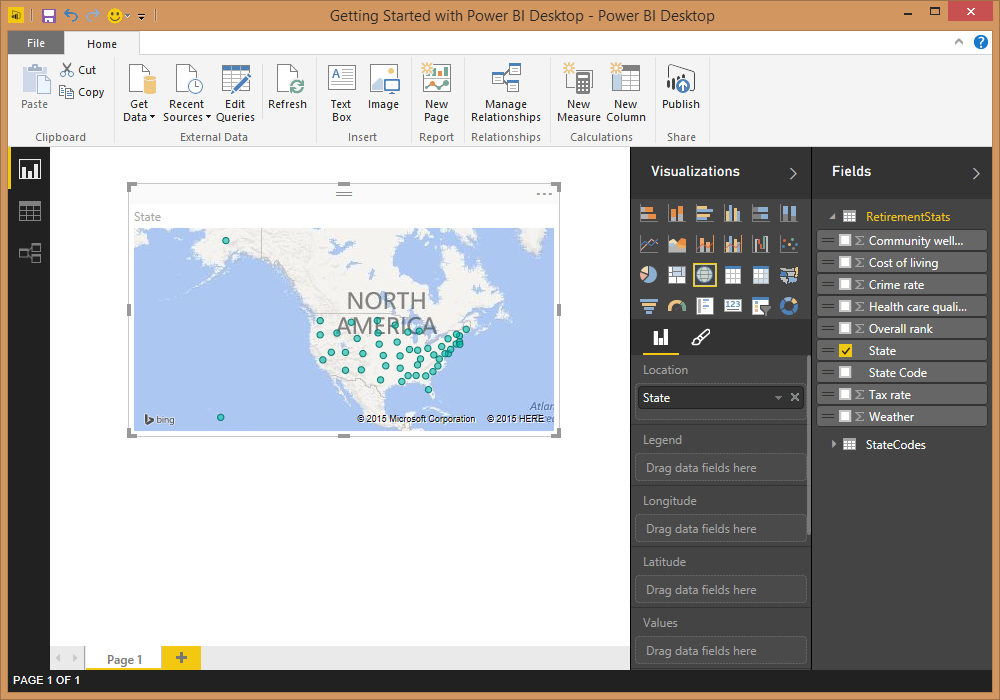 Getting Started with Power BI Desktop - Power BI Desktop
File
Home
Paste
Cut
Copy
Clipboard
Get Data
Recent Sources
Edit Queries
Refresh
External Data
Text Box
Image
Insert
New Page
Report
Manage Relationships
Relationships
New Measure
New Column
Calculations
Publish
Share
State
NORTH
AMERICA
bing
© 2015 Microsoft Corporation © 2015 HERE
Page 1
PAGE 1 OF 1
Visualizations
123
Location
State
Legend
Drag data fields here
Longitude
Drag data fields here
Latitude
Drag data fields here
Values
Drag data fields here
Fields
RetirementStats
Σ Community well...
Σ Cost of living
Σ Crime rate
Σ Health care quali...
Σ Overall rank
State
State Code
Σ Tax rate
Σ Weather
StateCodes